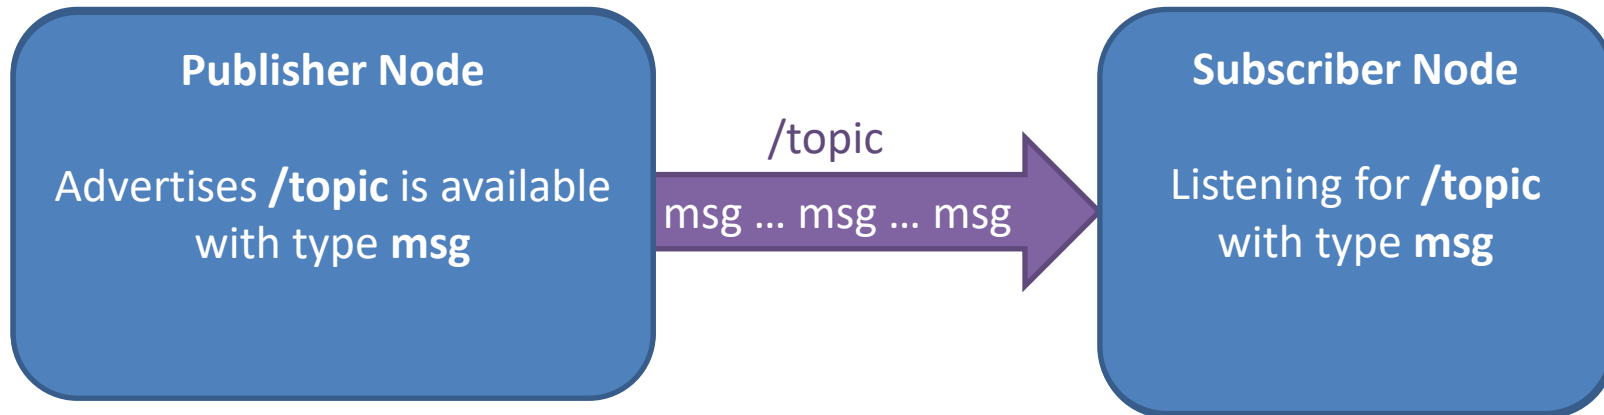 Publisher Node
Advertises /topic is available
with type msg
/topic
msg ... msg ... msg
Subscriber Node
Listening for /topic
with type msg